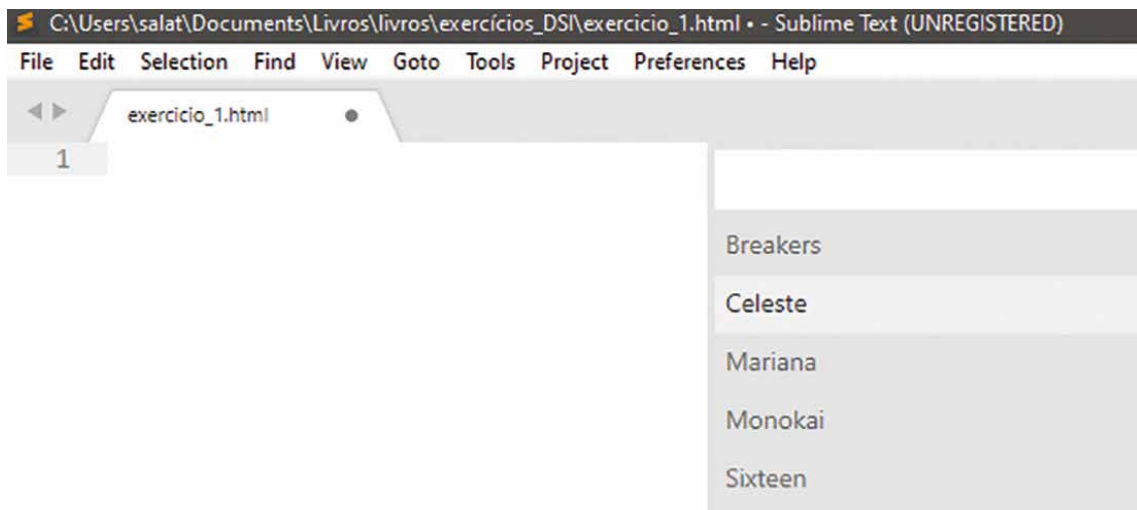 C:\Users\salat\Documents\Livros\livros\exercícios_DSI\exercicio_1.html • - Sublime Text (UNREGISTERED)
File Edit Selection Find View Goto Tools Project Preferences Help
exercicio_1.html
1
Breakers
Celeste
Mariana
Monokai
Sixteen